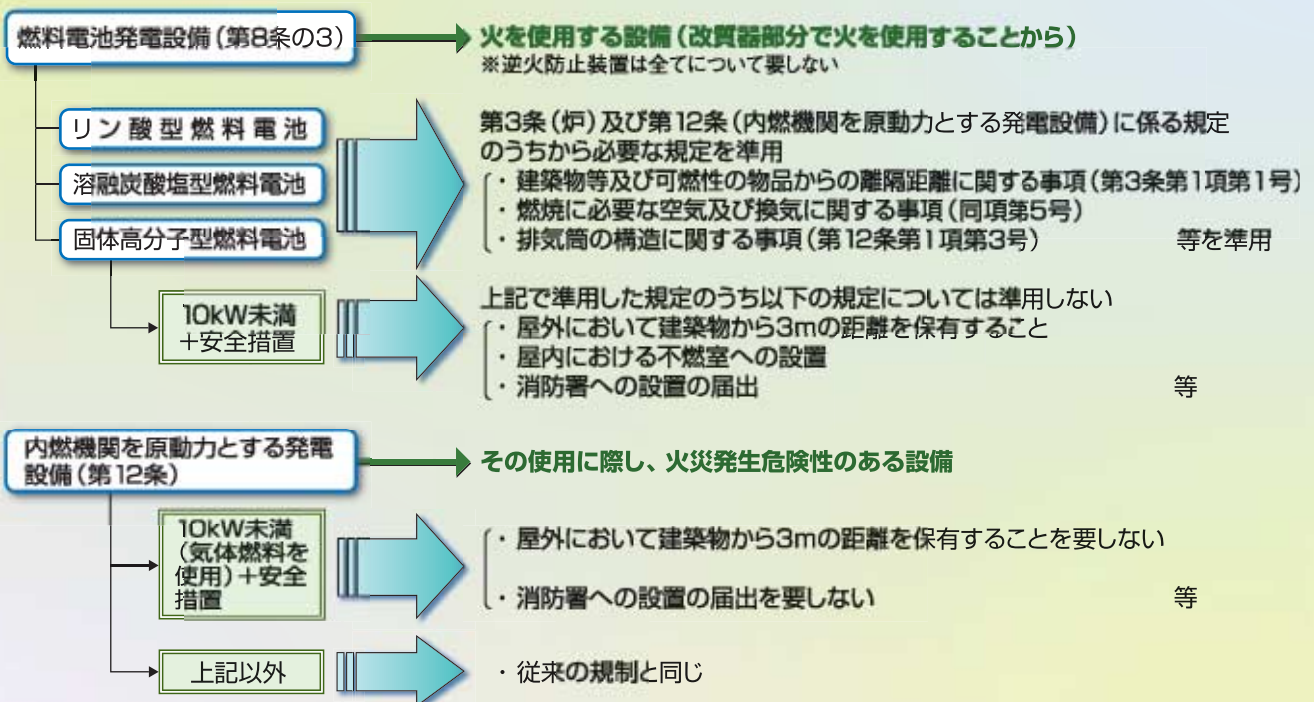 燃料電池発電設備(第8条の3)
火を使用する設備(改質器部分で火を使用することから)
※逆火防止装置は全てについて要しない
リン酸型燃料電池
溶融炭酸塩型燃料電池
固体高分子型燃料電池
第3条(炉)及び第12条(内燃機関を原動力とする発電設備)に係る規定
のうちから必要な規定を準用
・建築物等及び可燃性の物品からの離隔距離に関する事項(第3条第1項第1号)
・燃焼に必要な空気及び換気に関する事項(同項第5号)
・排気筒の構造に関する事項(第12条第1項第3号) 等を準用
10kW未満
+安全措置
上記で準用した規定のうち以下の規定については準用しない
・屋外において建築物から3mの距離を保有すること
・屋内における不燃室への設置
・消防署への設置の届出 等
内燃機関を原動力とする発電
設備(第12条)
その使用に際し、火災発生危険性のある設備
10kW未満
(気体燃料を
使用)+安全
措置
・屋外において建築物から3mの距離を保有することを要しない
・消防署への設置の届出を要しない 等
上記以外
・従来の規制と同じ